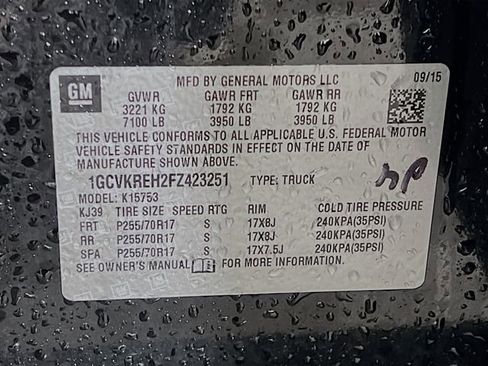 GM
MFD BY GENERAL MOTORS LLC
09/15
GVWR GAWR FRT GAWR RR
3221 KG 1792 KG 1792 KG
7100 LB 3950 LB 3950 LB
THIS VEHICLE CONFORMS TO ALL APPLICABLE U.S. FEDERAL MOTOR
VEHICLE SAFETY STANDARDS IN EFFECT ON THE DATE OF
MANUFACTURE SHOWN ABOVE.
1GCVKREH2FZ423251 TYPE: TRUCK
MODEL: K15753
KJ39 TIRE SIZE SPEED RTG RIM COLD TIRE PRESSURE
FRT P255/70R17 S 17X8J 240KPA(35PSI)
RR P255/70R17 S 17X8J 240KPA(35PSI)
SPA P255/70R17 S 17X7.5J 240KPA(35PSI)
SEE OWNER'S MANUAL FOR MORE INFORMATION.